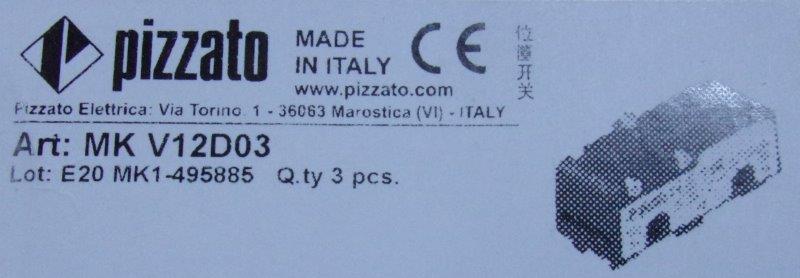 pizzato
MADE
IN ITALY
www.pizzato.com
CE
位置开关
Pizzato Elettrica: Via Torino, 1 - 36063 Marostica (VI) - ITALY
Art: MK V12D03
Lot: E20 MK1-495885 Q.ty 3 pcs.